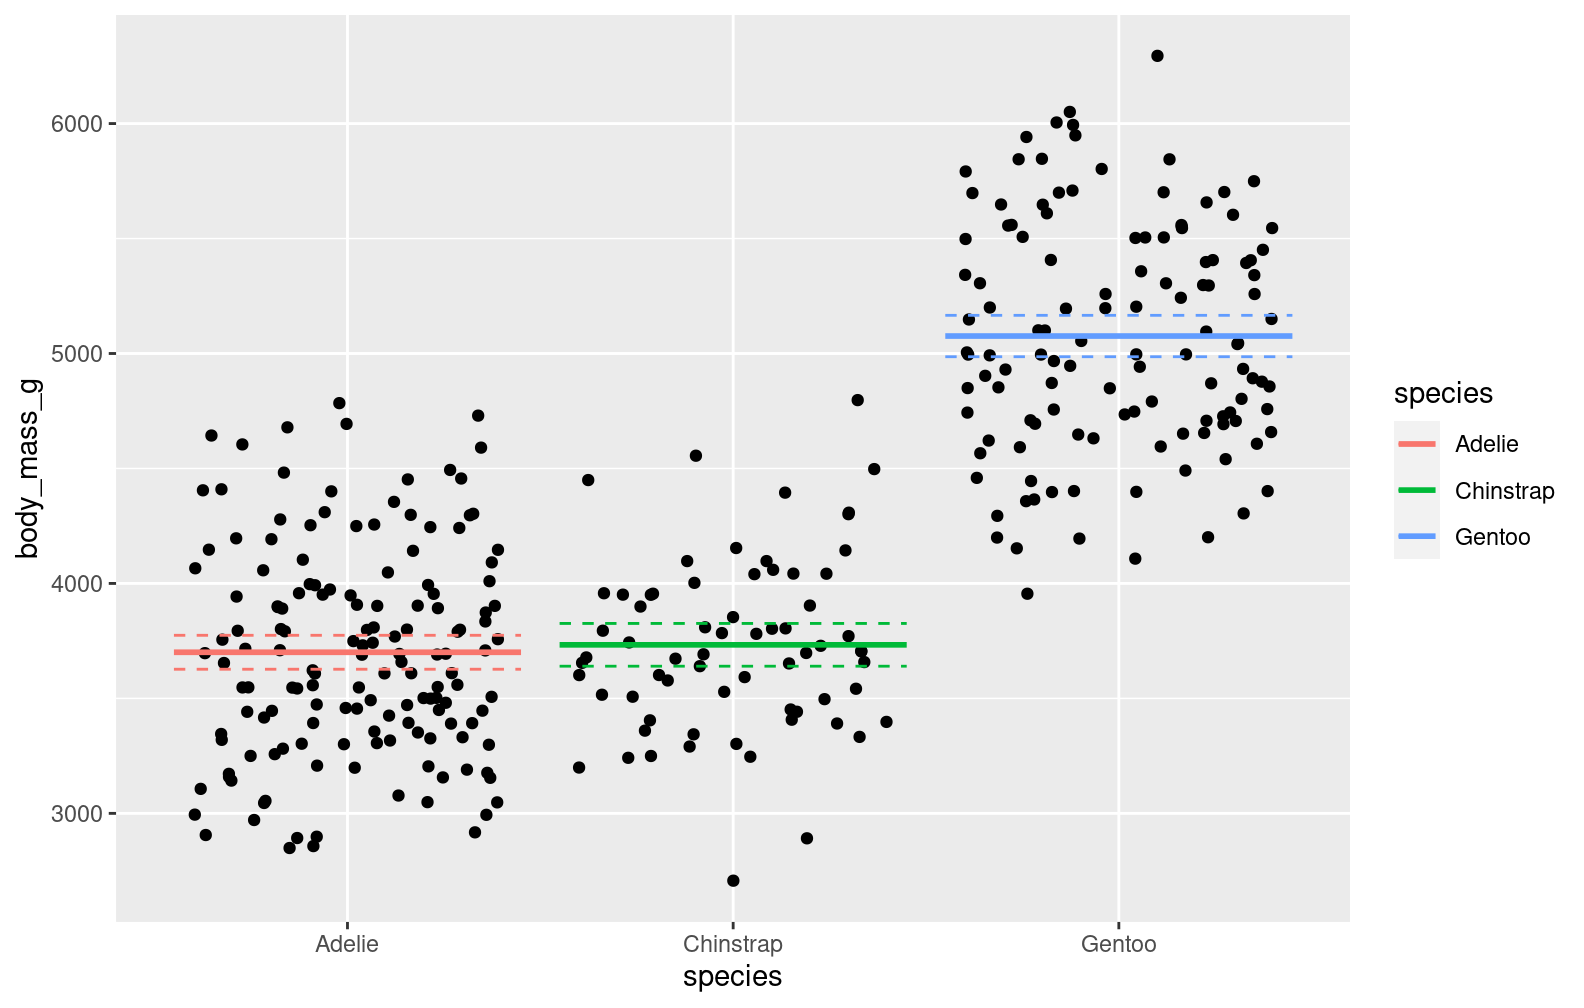 6000
5000
4000
3000
body_mass_g
Adelie
Chinstrap
Gentoo
species
species
Adelie
Chinstrap
Gentoo